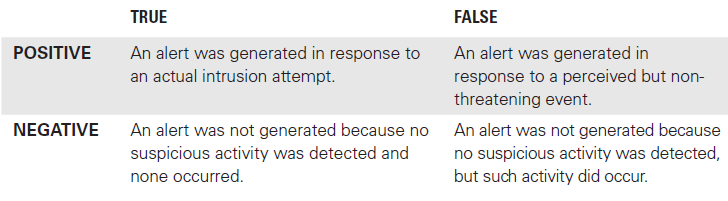 TRUE FALSE
POSITIVE An alert was generated in response to An alert was generated in
an actual intrusion attempt. response to a perceived but non-
threatening event.
NEGATIVE An alert was not generated because no An alert was not generated because
suspicious activity was detected and no suspicious activity was detected,
none occurred. but such activity did occur.